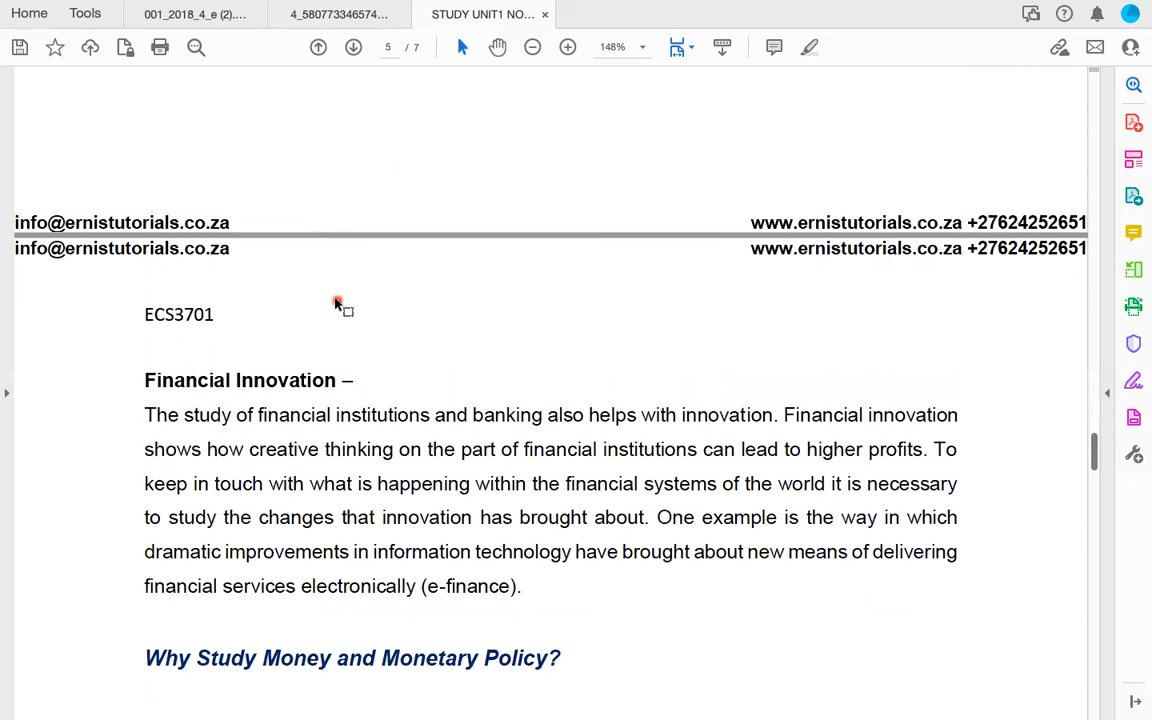 Home Tools 001_2018_4_e (2).... 4_580773346574... STUDY UNIT1 NO... ×
5 / 7 148%
info@ernistutorials.co.za www.ernistutorials.co.za +27624252651
info@ernistutorials.co.za www.ernistutorials.co.za +27624252651
ECS3701
Financial Innovation –
The study of financial institutions and banking also helps with innovation. Financial innovation
shows how creative thinking on the part of financial institutions can lead to higher profits. To
keep in touch with what is happening within the financial systems of the world it is necessary
to study the changes that innovation has brought about. One example is the way in which
dramatic improvements in information technology have brought about new means of delivering
financial services electronically (e-finance).
Why Study Money and Monetary Policy?